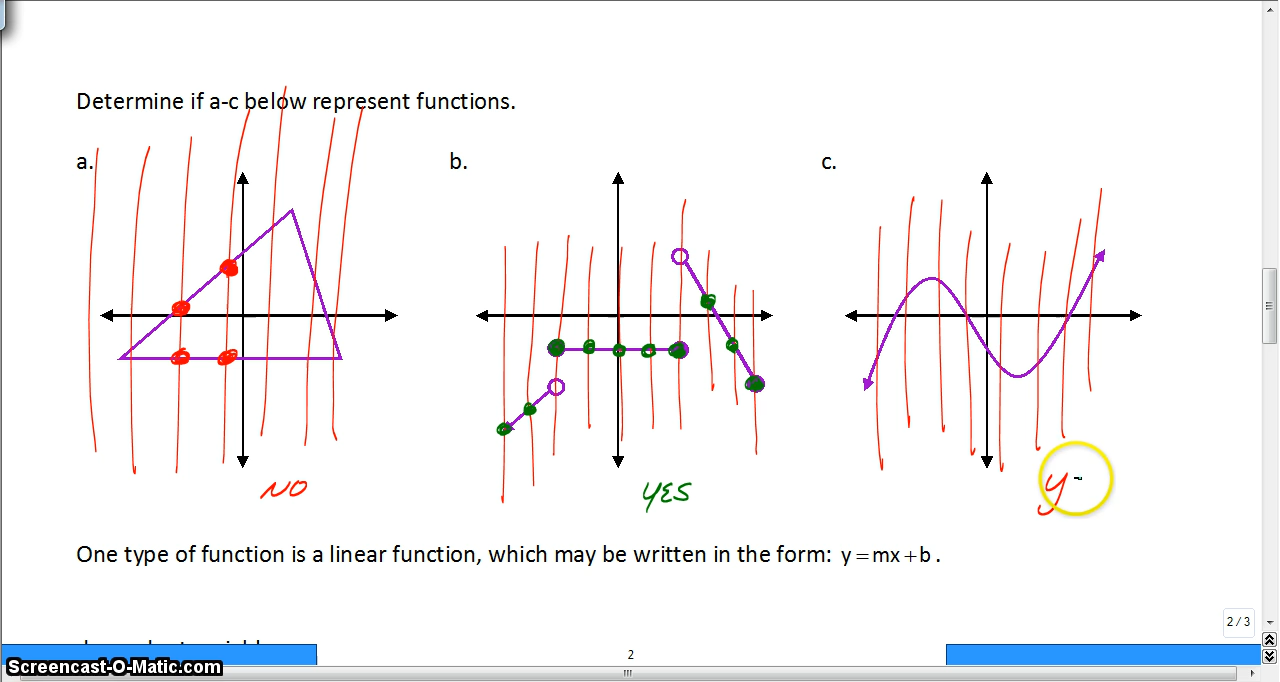 Determine if a-c below represent functions.
a. b. c.
NO YES y
One type of function is a linear function, which may be written in the form: y=mx+b.
2/3
2
Screencast-O-Matic.com